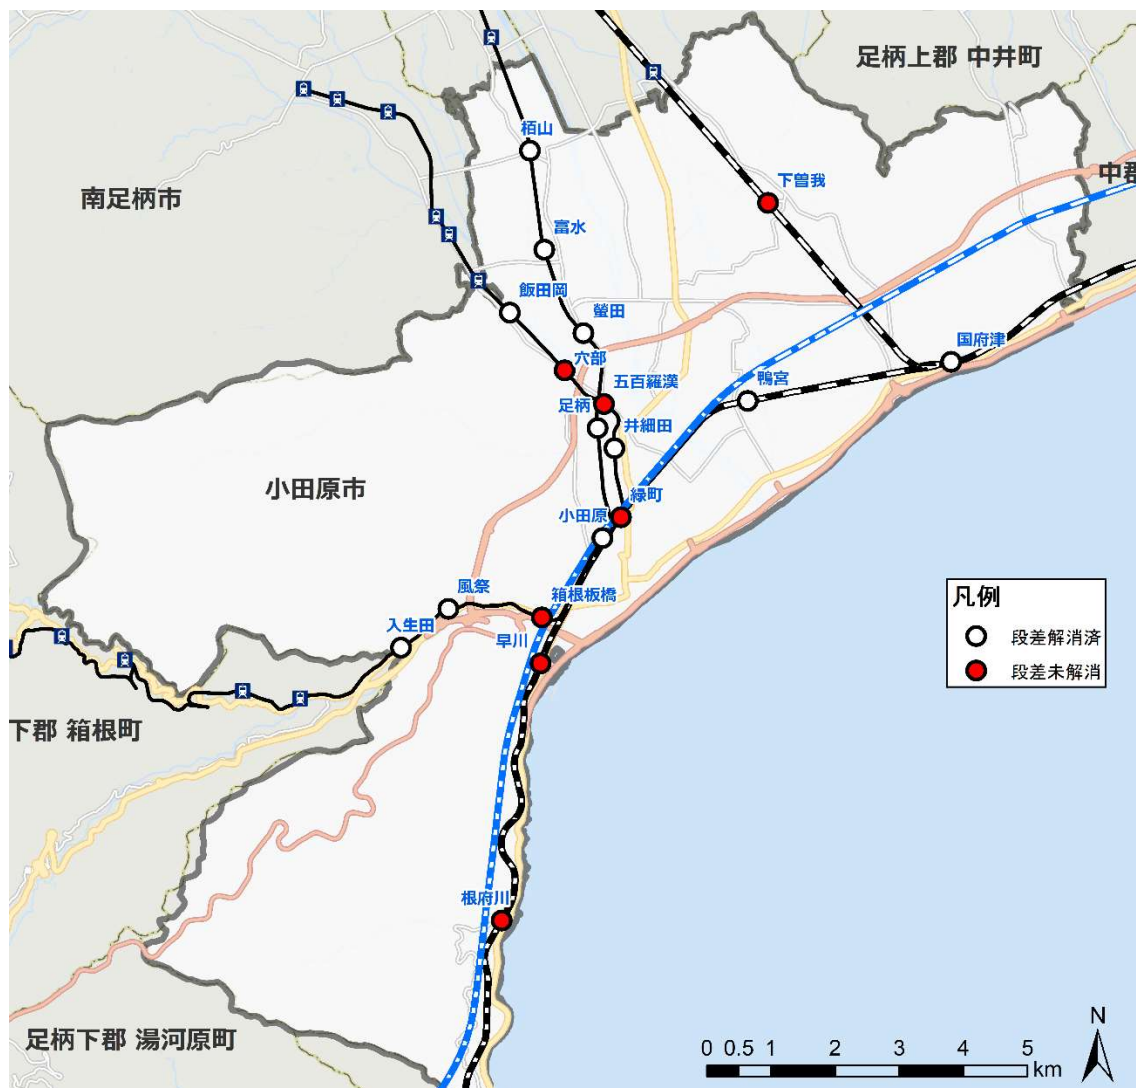 足柄上郡 中井町
栢山
下曽我
中郡
南足柄市
富水
飯田岡
螢田
国府津
穴部
五百羅漢
鴨宮
足柄
井細田
小田原市
緑町
小田原
風祭
箱根板橋
凡例
入生田
早川
段差解消済
段差未解消
下郡 箱根町
根府川
足柄下郡 湯河原町
N
0 0.5 1 2 3 4 5
km